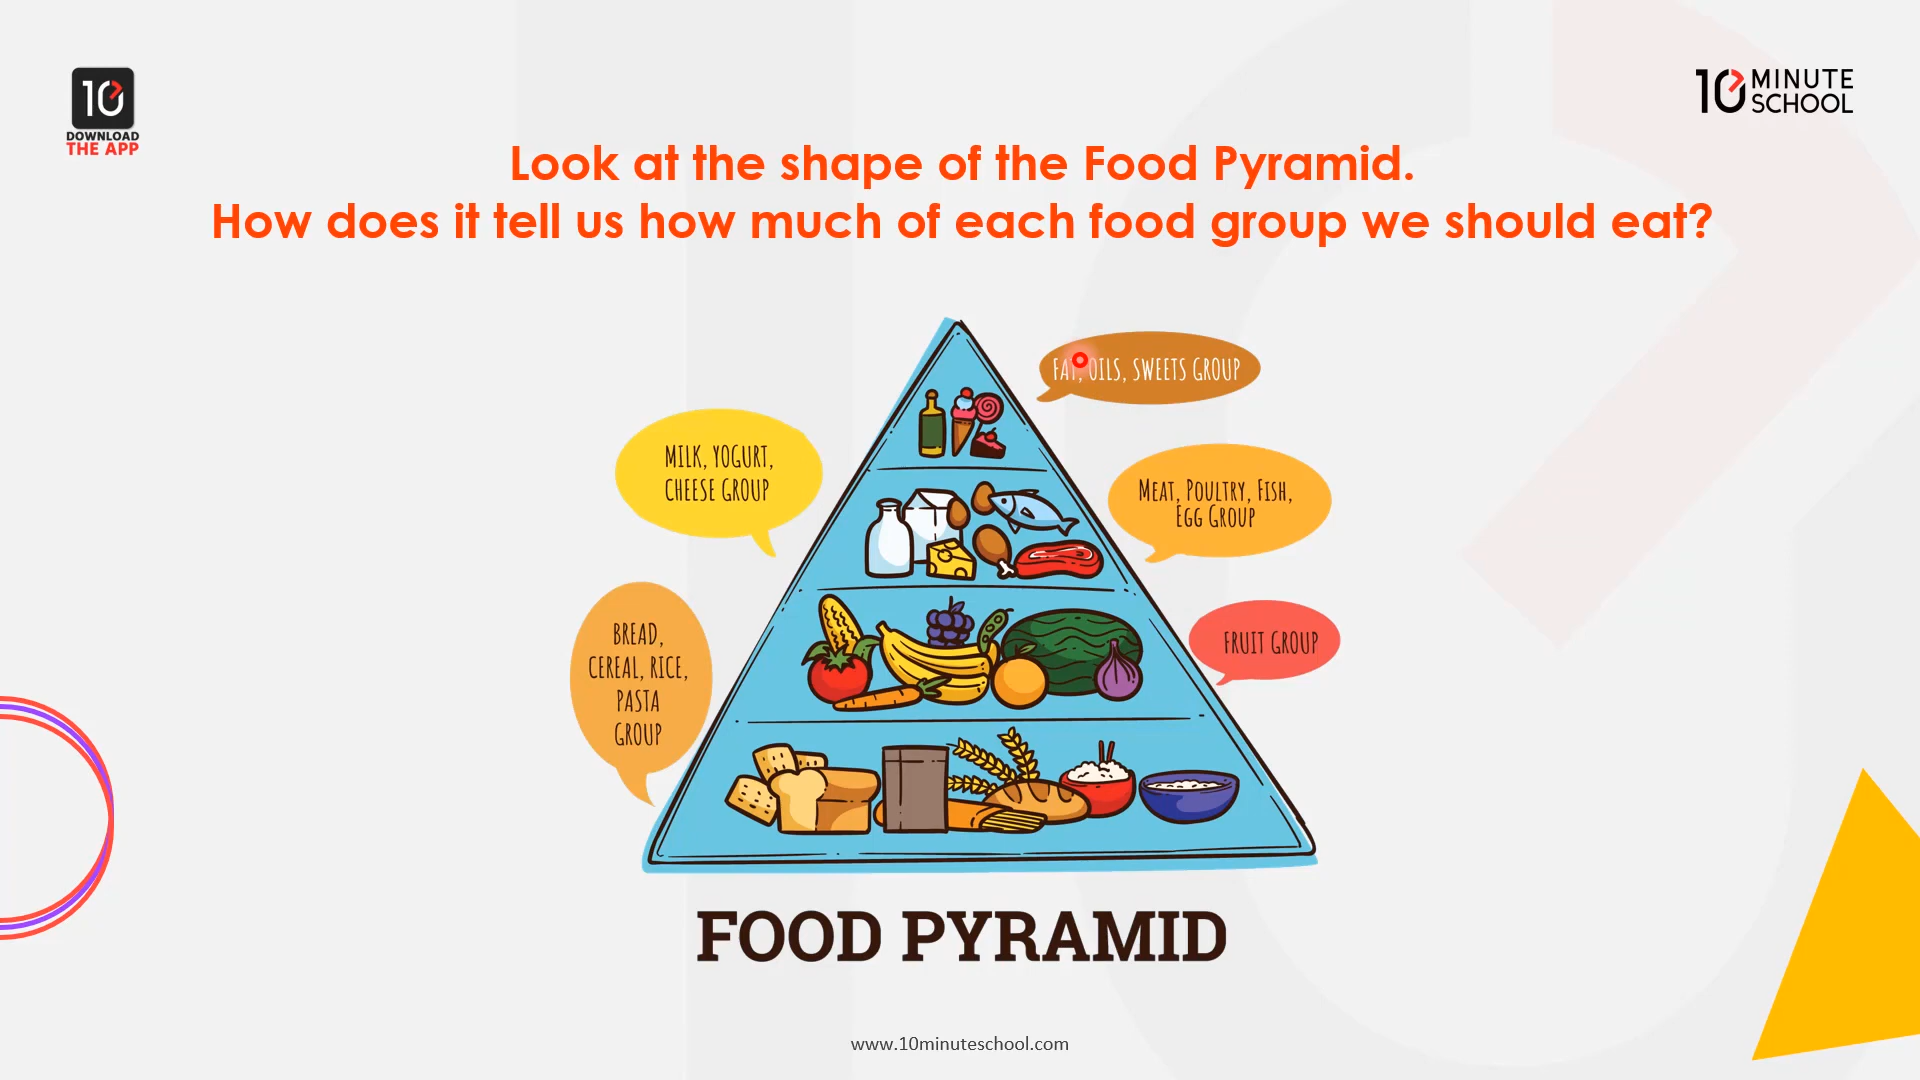 10
DOWNLOAD
THE APP
10 MINUTE
SCHOOL
Look at the shape of the Food Pyramid.
How does it tell us how much of each food group we should eat?
FAT, OILS, SWEETS GROUP
MILK, YOGURT,
CHEESE GROUP
MEAT, POULTRY, FISH,
EGG GROUP
BREAD,
CEREAL, RICE,
PASTA
GROUP
FRUIT GROUP
FOOD PYRAMID
www.10minuteschool.com